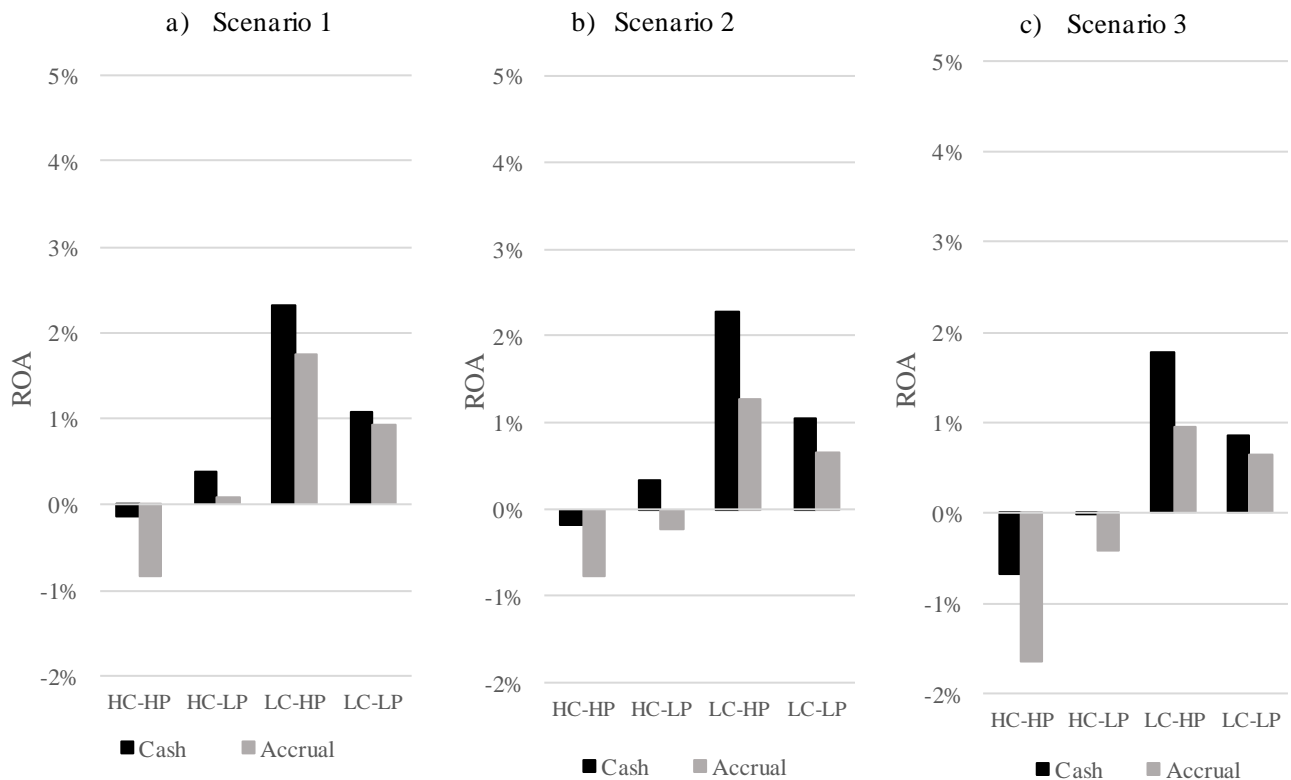 a) Scenario 1
5%
4%
3%
2%
1%
0%
-1%
-2%
ROA
HC-HP HC-LP LC-HP LC-LP
Cash Accrual
b) Scenario 2
5%
4%
3%
2%
1%
0%
-1%
-2%
ROA
HC-HP HC-LP LC-HP LC-LP
Cash Accrual
c) Scenario 3
5%
4%
3%
2%
1%
0%
-1%
-2%
ROA
HC-HP HC-LP LC-HP LC-LP
Cash Accrual